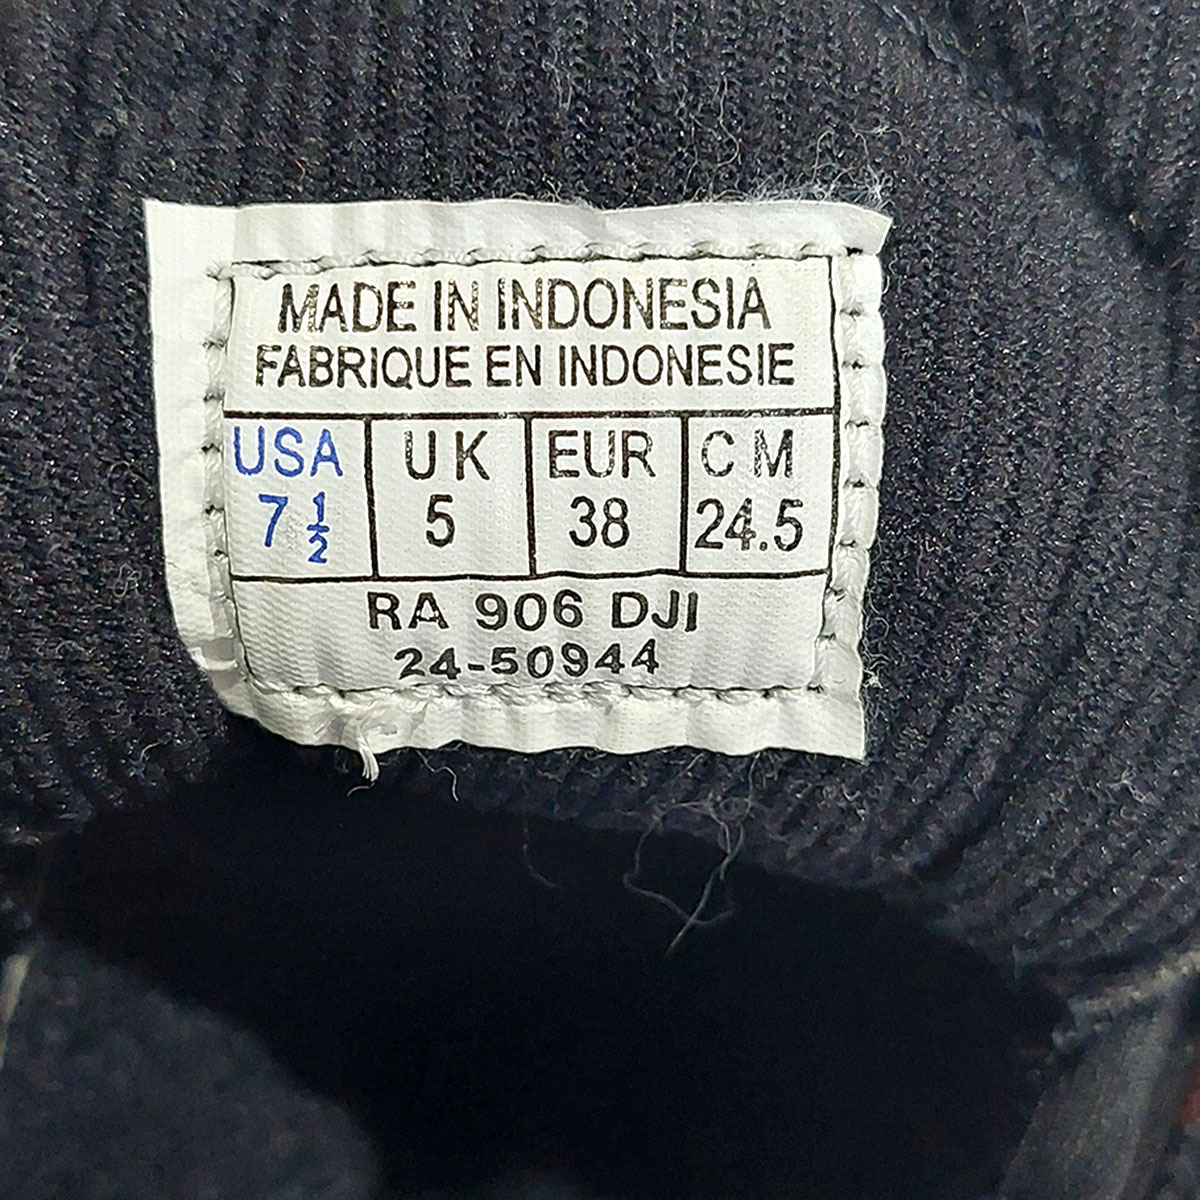 MADE IN INDONESIA
FABRIQUE EN INDONESIE
USA UK EUR CM
7 1/2 5 38 24.5
RA 906 DJI
24-50944